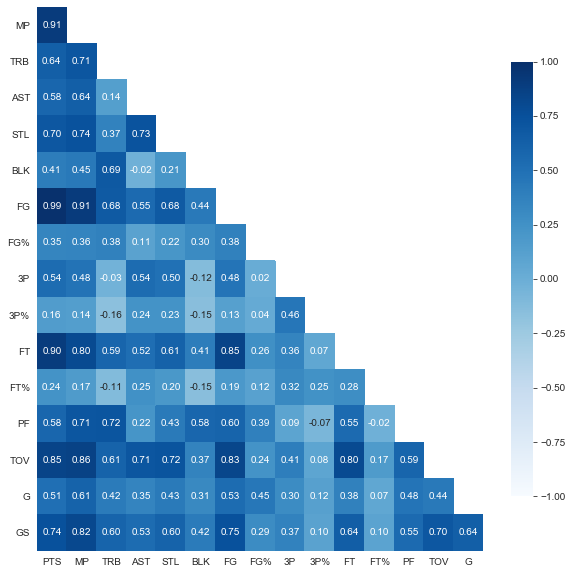 MP 0.91
TRB 0.64 0.71
1.00
AST 0.58 0.64 0.14
0.75
STL 0.70 0.74 0.37 0.73
BLK 0.41 0.45 0.69 -0.02 0.21
0.50
FG 0.99 0.91 0.68 0.55 0.68 0.44
0.25
FG% 0.35 0.36 0.38 0.11 0.22 0.30 0.38
3P 0.54 0.48 -0.03 0.54 0.50 -0.12 0.48 0.02
0.00
3P% 0.16 0.14 -0.16 0.24 0.23 -0.15 0.13 0.04 0.46
-0.25
FT 0.90 0.80 0.59 0.52 0.61 0.41 0.85 0.26 0.36 0.07
FT% 0.24 0.17 -0.11 0.25 0.20 -0.15 0.19 0.12 0.32 0.25 0.28
−0.50
PF 0.58 0.71 0.72 0.22 0.43 0.58 0.60 0.39 0.09 -0.07 0.55 -0.02
−0.75
TOV 0.85 0.86 0.61 0.71 0.72 0.37 0.83 0.24 0.41 0.08 0.80 0.17 0.59
−1.00
G 0.51 0.61 0.42 0.35 0.43 0.31 0.53 0.45 0.30 0.12 0.38 0.07 0.48 0.44
GS 0.74 0.82 0.60 0.53 0.60 0.42 0.75 0.29 0.37 0.10 0.64 0.10 0.55 0.70 0.64
PTS MP TRB AST STL BLK FG FG% 3P 3P% FT FT% PF TOV G